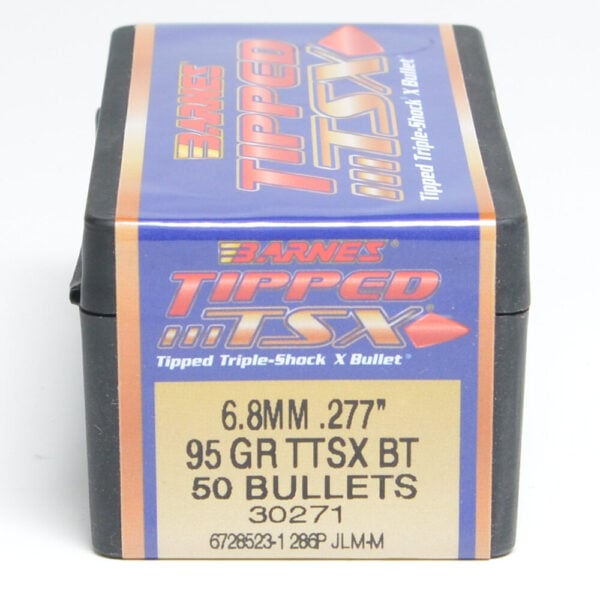 BARNES
TIPPED
TSX
Tipped Triple-Shock X Bullet
BARNES®
TIPPED
TSX®
Tipped Triple-Shock X Bullet®
6.8MM .277"
95 GR TTSX BT
50 BULLETS
30271
6728523-1 286P JLM-M